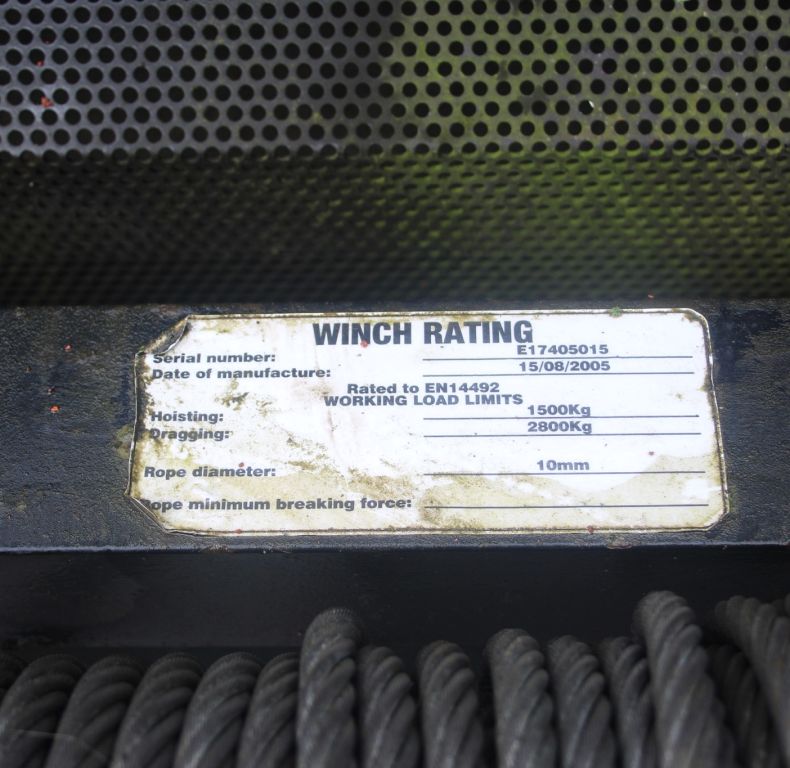 WINCH RATING
Serial number: E17405015
Date of manufacture: 15/08/2005
Rated to EN14492
WORKING LOAD LIMITS
Hoisting: 1500Kg
Dragging: 2800Kg
Rope diameter: 10mm
Rope minimum breaking force: